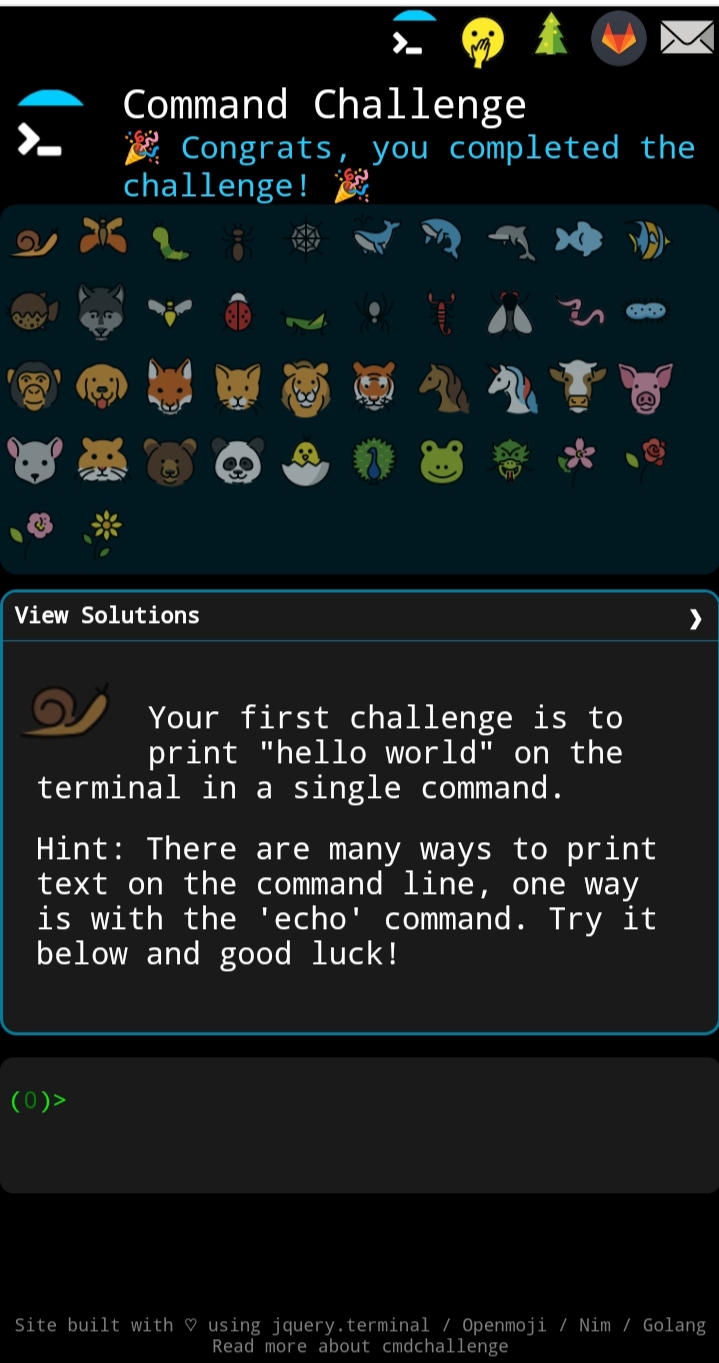 Command Challenge
🎉 Congrats, you completed the
challenge! 🎉
View Solutions ❯
Your first challenge is to
print "hello world" on the
terminal in a single command.
Hint: There are many ways to print
text on the command line, one way
is with the 'echo' command. Try it
below and good luck!
(0)>
Site built with ♡ using jquery.terminal / Openmoji / Nim / Golang
Read more about cmdchallenge